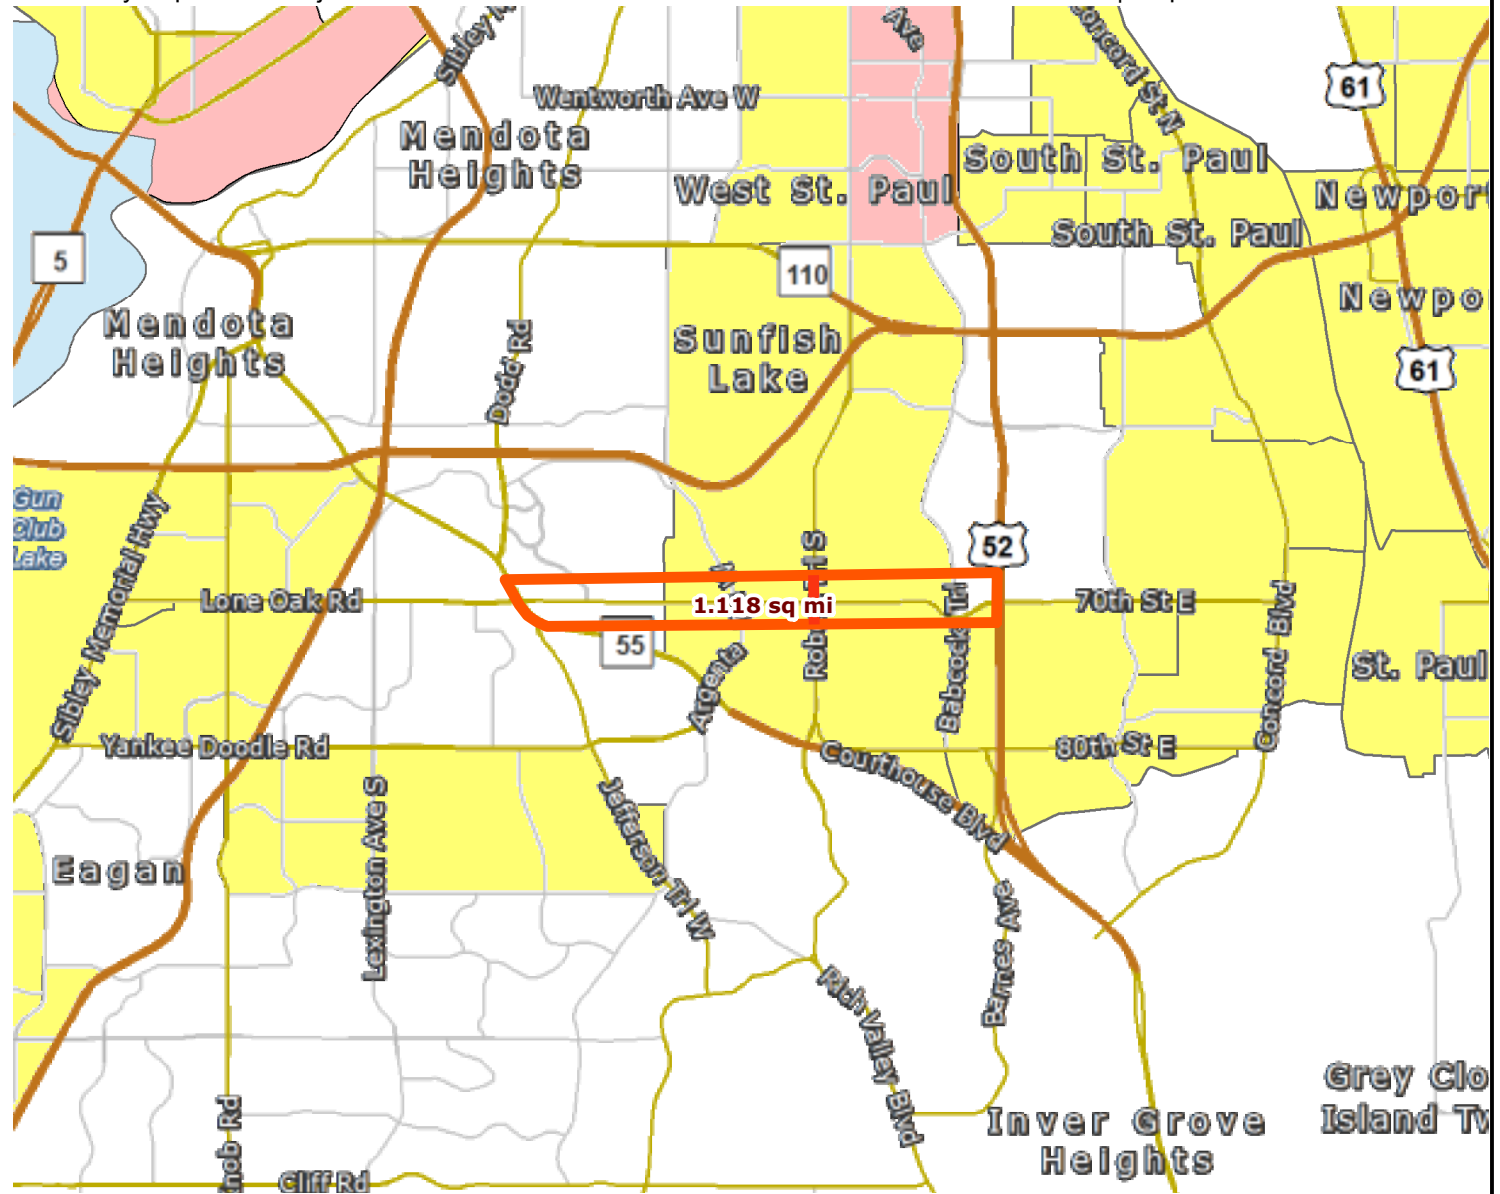 Sibley M
Ave
Concord St N
61
Wentworth Ave W
Mendota
Heights
South St. Paul
West St. Paul
Newport
South St. Paul
5
110
Newpo
Mendota
Heights
Sunfish
Lake
Dodd Rd
61
Gun
Club
Lake
Sibley Memorial Hwy
52
Lone Oak Rd
1.118 sq mi
70th St E
55
Rob
l S
Argenta
Babcock Trl
Concord Blvd
St. Paul
Yankee Doodle Rd
Courthouse Blvd
80th St E
Jefferson Trl W
Lexington Ave S
Eagan
Barnes Ave
Rich Valley Blvd
Grey Clo
Island Tw
nob Rd
Inver Grove
Heights
Cliff Rd